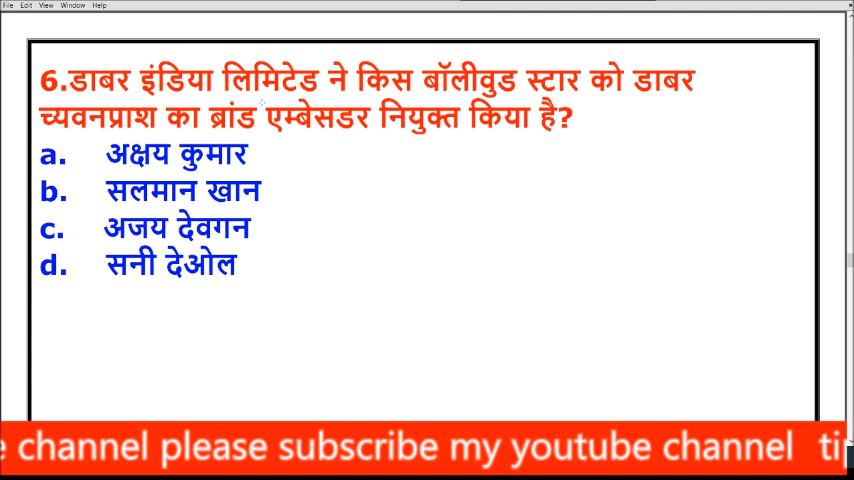 File Edit View Window Help
6.डाबर इंडिया लिमिटेड ने किस बॉलीवुड स्टार को डाबर
च्यवनप्राश का ब्रांड एम्बेसडर नियुक्त किया है?
a. अक्षय कुमार
b. सलमान खान
c. अजय देवगन
d. सनी देओल
channel please subscribe my youtube channel